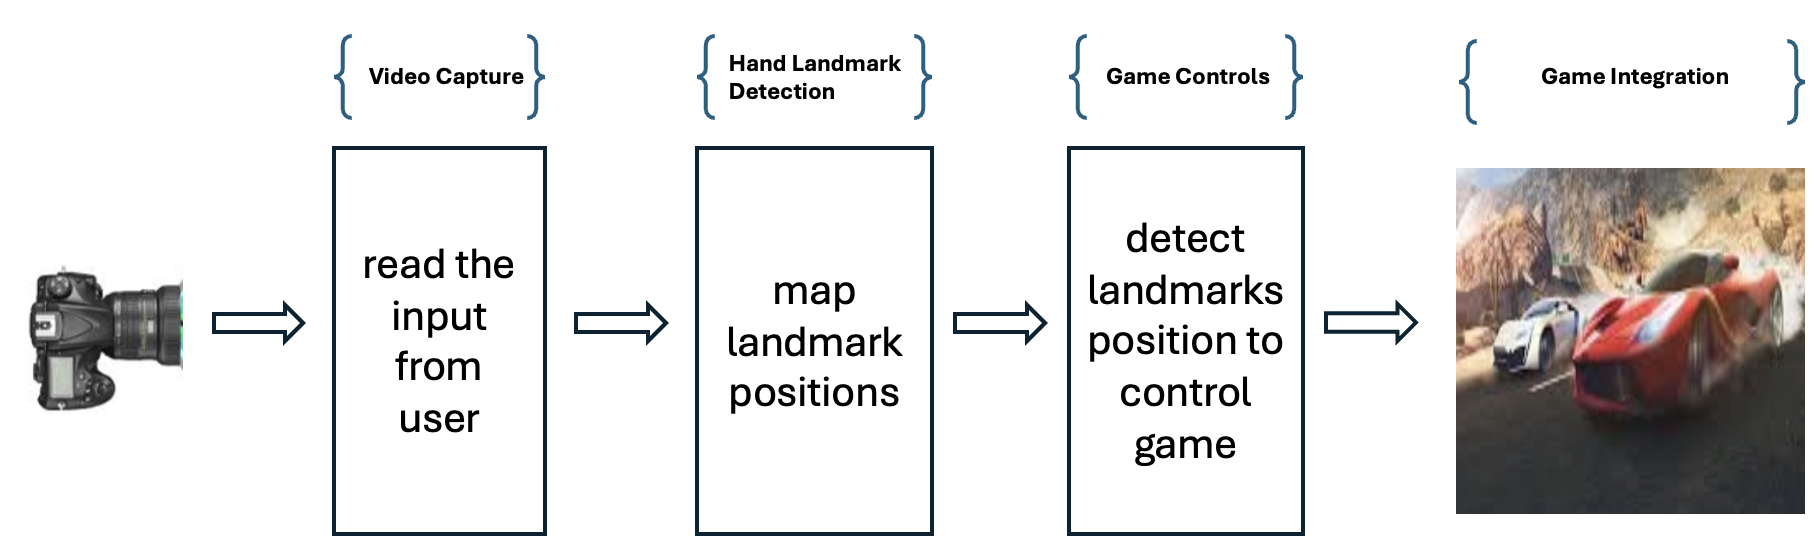 Video Capture
Hand Landmark
Detection
Game Controls
Game Integration
read the
input
from
user
map
landmark
positions
detect
landmarks
position to
control
game